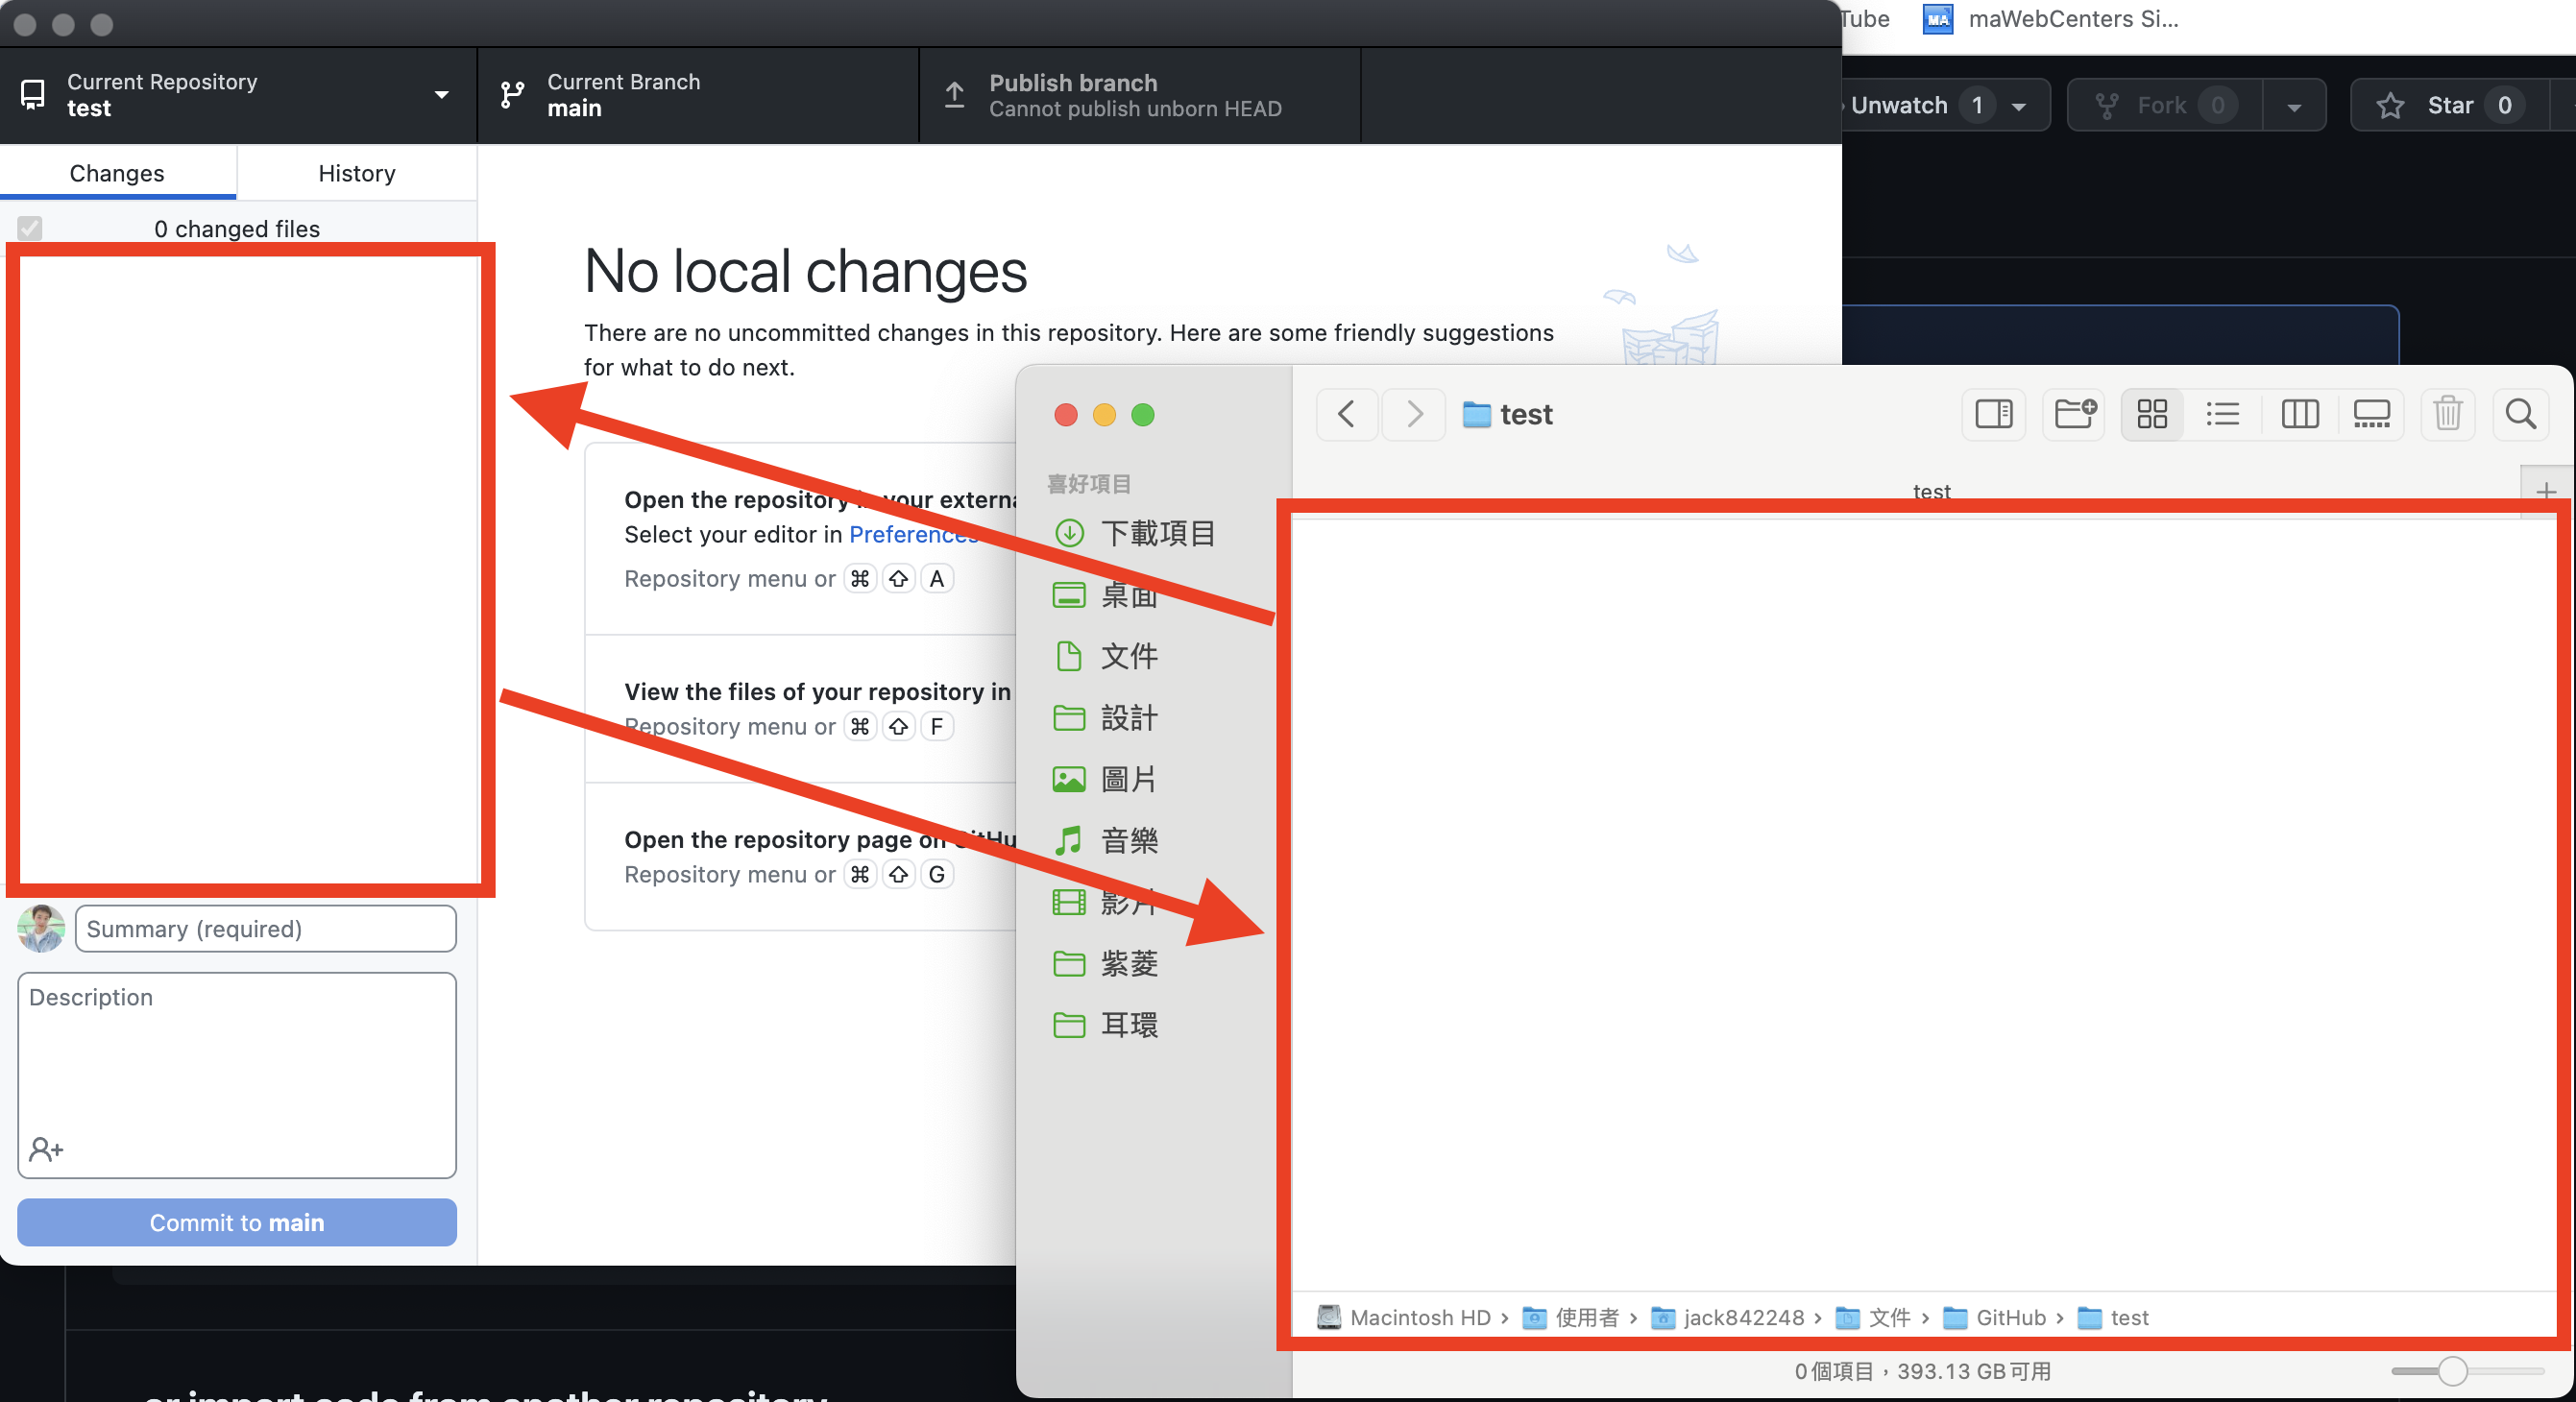 Tube
maWebCenters Si...
Current Repository
test
Current Branch
main
Publish branch
Cannot publish unborn HEAD
Unwatch 1
Fork 0
Star 0
Changes
History
0 changed files
No local changes
There are no uncommitted changes in this repository. Here are some friendly suggestions
for what to do next.
Open the repository in your externa
Select your editor in Preferences
Repository menu or ⌘ ⇧ A
View the files of your repository in
Repository menu or ⌘ ⇧ F
Open the repository page on GitHu
Repository menu or ⌘ ⇧ G
Summary (required)
Description
Commit to main
test
test
喜好項目
下載項目
桌面
文件
設計
圖片
音樂
影片
紫菱
耳環
Macintosh HD › 使用者 › jack842248 › 文件 › GitHub › test
0個項目，393.13 GB可用
or import code from another repository